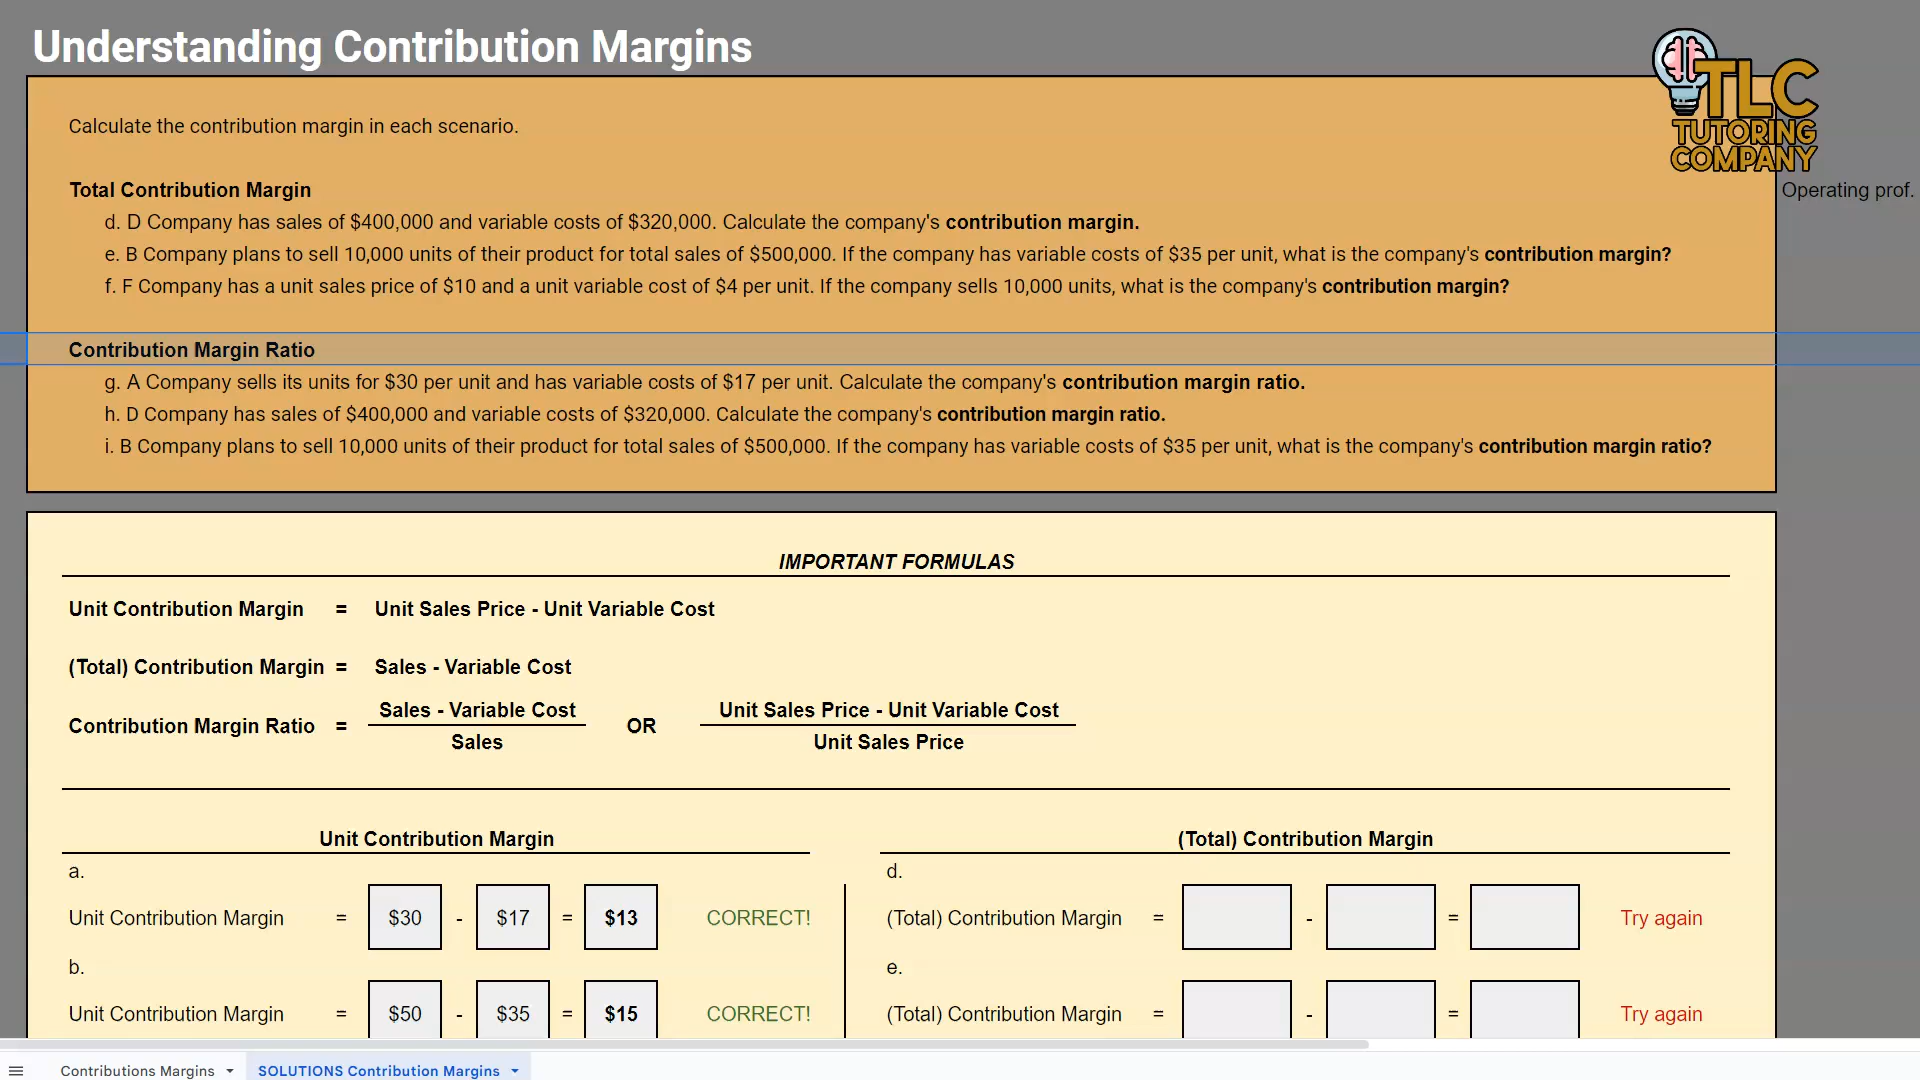 Understanding Contribution Margins
TLC
TUTORING
COMPANY
Calculate the contribution margin in each scenario.
Total Contribution Margin
Operating prof.
d. D Company has sales of $400,000 and variable costs of $320,000. Calculate the company's contribution margin.
e. B Company plans to sell 10,000 units of their product for total sales of $500,000. If the company has variable costs of $35 per unit, what is the company's contribution margin?
f. F Company has a unit sales price of $10 and a unit variable cost of $4 per unit. If the company sells 10,000 units, what is the company's contribution margin?
Contribution Margin Ratio
g. A Company sells its units for $30 per unit and has variable costs of $17 per unit. Calculate the company's contribution margin ratio.
h. D Company has sales of $400,000 and variable costs of $320,000. Calculate the company's contribution margin ratio.
i. B Company plans to sell 10,000 units of their product for total sales of $500,000. If the company has variable costs of $35 per unit, what is the company's contribution margin ratio?
IMPORTANT FORMULAS
Unit Contribution Margin = Unit Sales Price - Unit Variable Cost
(Total) Contribution Margin = Sales - Variable Cost
Contribution Margin Ratio = Sales - Variable Cost OR Unit Sales Price - Unit Variable Cost
Sales Unit Sales Price
Unit Contribution Margin
a.
Unit Contribution Margin = $30 - $17 = $13 CORRECT!
b.
Unit Contribution Margin = $50 - $35 = $15 CORRECT!
(Total) Contribution Margin
d.
(Total) Contribution Margin = - = Try again
e.
(Total) Contribution Margin = - = Try again
Contributions Margins
SOLUTIONS Contribution Margins